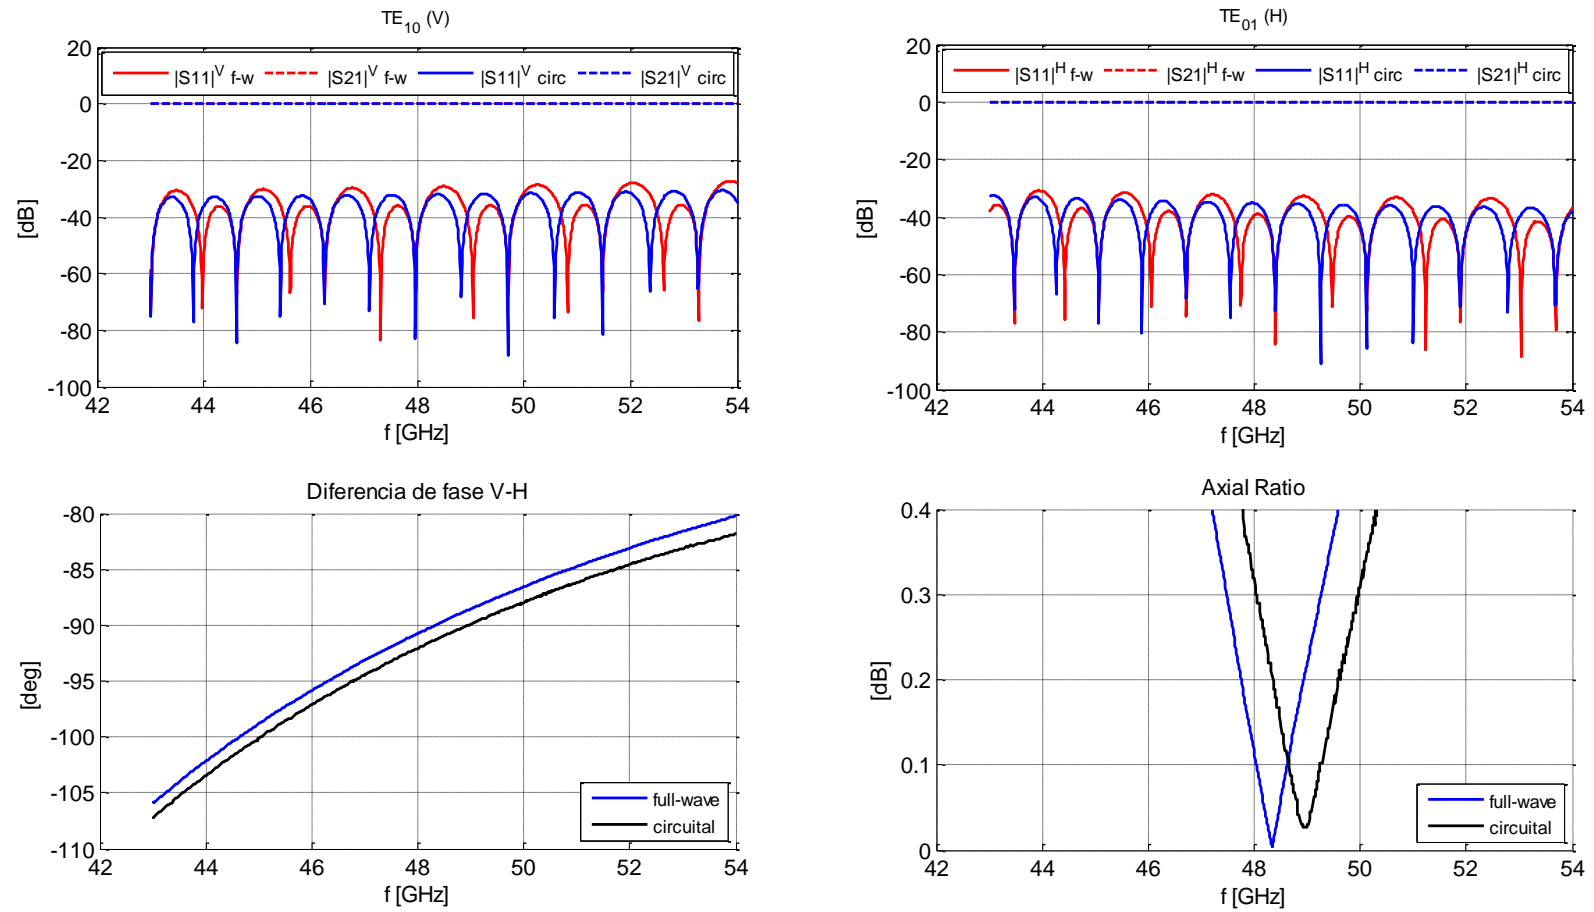 TE10 (V)
20
0
-20
-40
-60
-80
-100
[dB]
|S11|V f-w
|S21|V f-w
|S11|V circ
|S21|V circ
42
44
46
48
50
52
54
f [GHz]
TE01 (H)
20
0
-20
-40
-60
-80
-100
[dB]
|S11|H f-w
|S21|H f-w
|S11|H circ
|S21|H circ
42
44
46
48
50
52
54
f [GHz]
Diferencia de fase V-H
-80
-85
-90
-95
-100
-105
-110
[deg]
full-wave
circuital
42
44
46
48
50
52
54
f [GHz]
Axial Ratio
0.4
0.3
0.2
0.1
0
[dB]
full-wave
circuital
42
44
46
48
50
52
54
f [GHz]